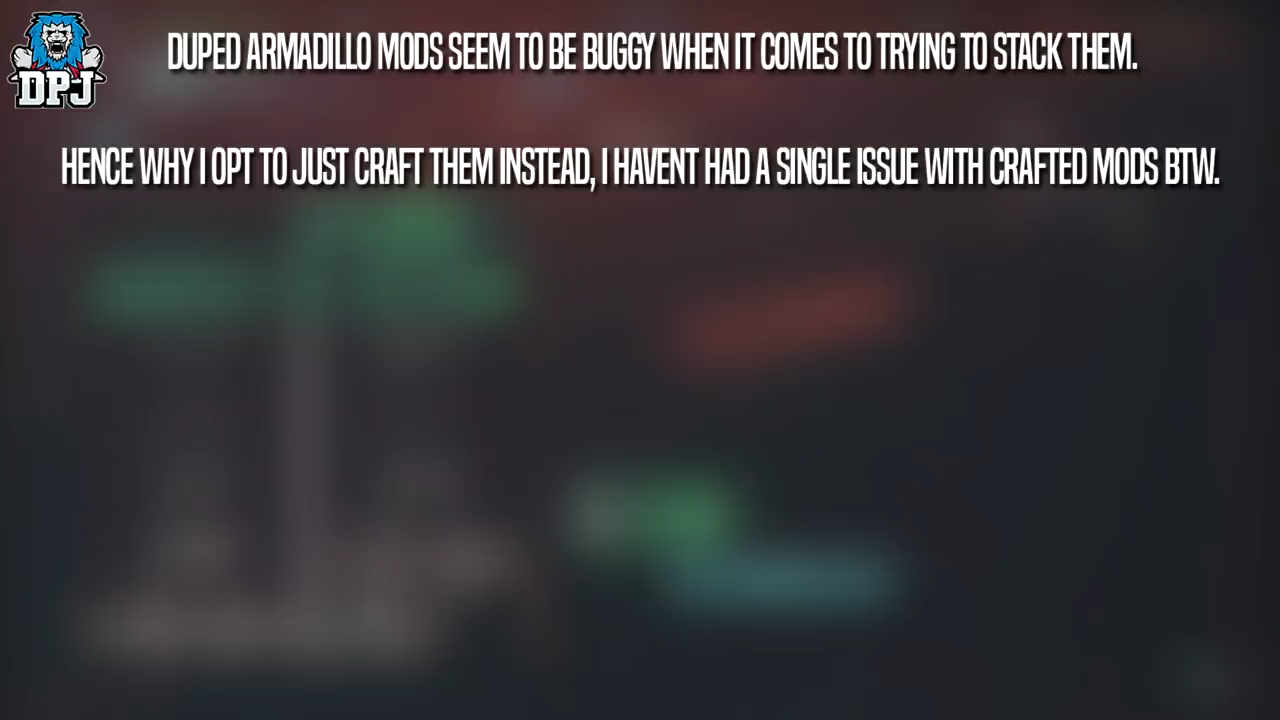 DPJ
DUPED ARMADILLO MODS SEEM TO BE BUGGY WHEN IT COMES TO TRYING TO STACK THEM.
HENCE WHY I OPT TO JUST CRAFT THEM INSTEAD, I HAVENT HAD A SINGLE ISSUE WITH CRAFTED MODS BTW.